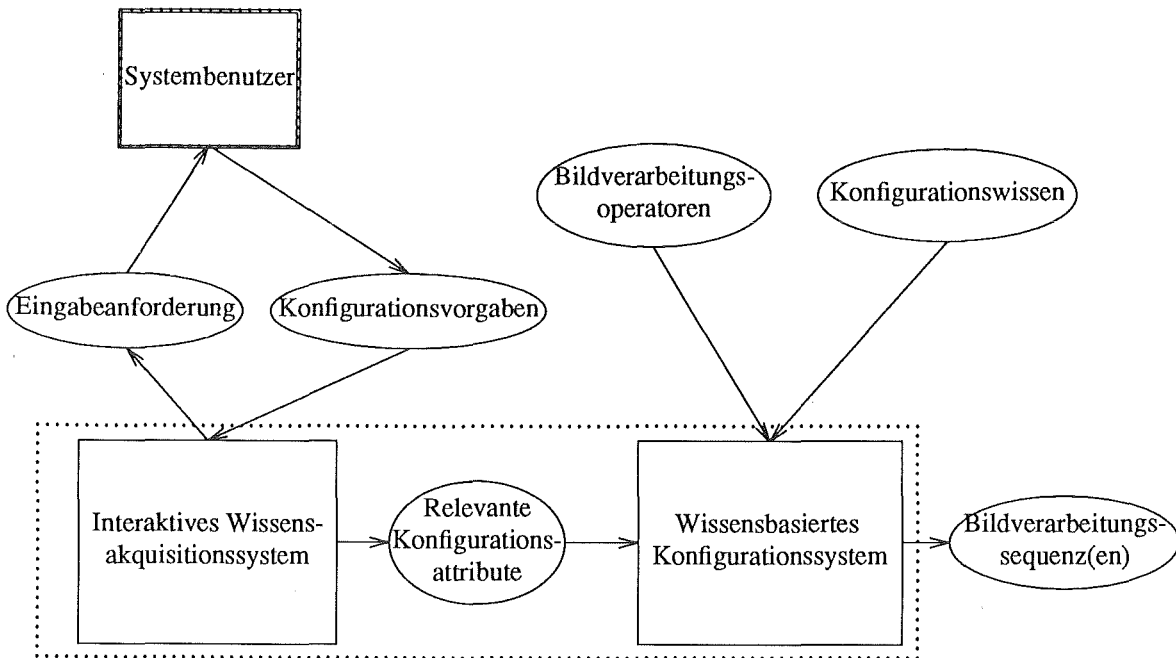 Systembenutzer
Bildverarbeitungs-
operatoren
Konfigurationswissen
Eingabeanforderung
Konfigurationsvorgaben
Interaktives Wissens-
akquisitionssystem
Relevante
Konfigurations-
attribute
Wissensbasiertes
Konfigurationssystem
Bildverarbeitungs-
sequenz(en)